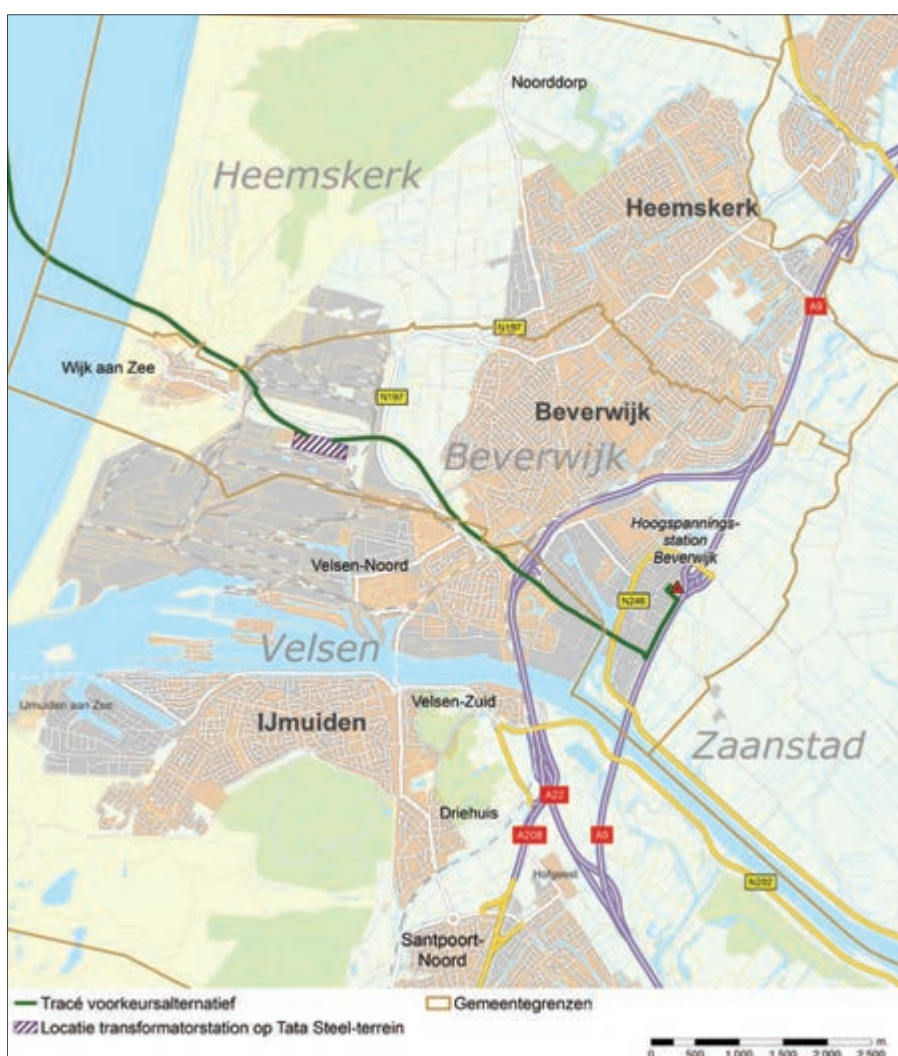 Noorddorp
Heemskerk
Heemskerk
A9
N197
Wijk aan Zee
N197
Beverwijk
Beverwijk
Hoogspannings-
station
Beverwijk
Velsen-Noord
N246
Velsen
Velsen-Zuid
IJmuiden aan Zee
IJmuiden
Zaanstad
A22
Driehuis
A208
A9
Hofgeest
N202
Santpoort-
Noord
Tracé voorkeursalternatief
Gemeentegrenzen
Locatie transformatorstation op Tata Steel-terrein
m.
0 500 1.000 1.500 2.000 2.500